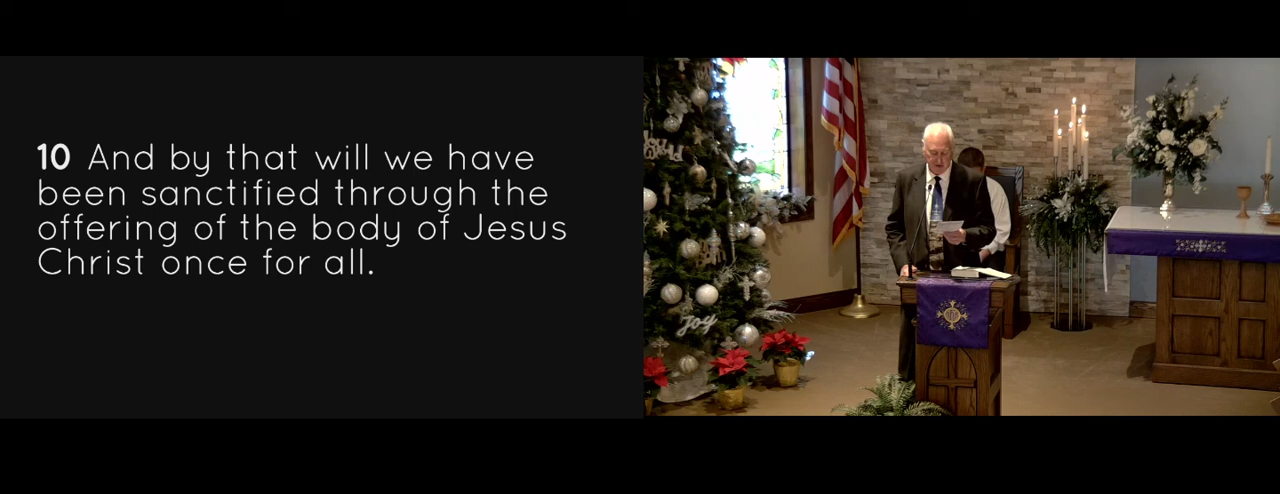 10 And by that will we have
been sanctified through the
offering of the body of Jesus
Christ once for all.
Joy